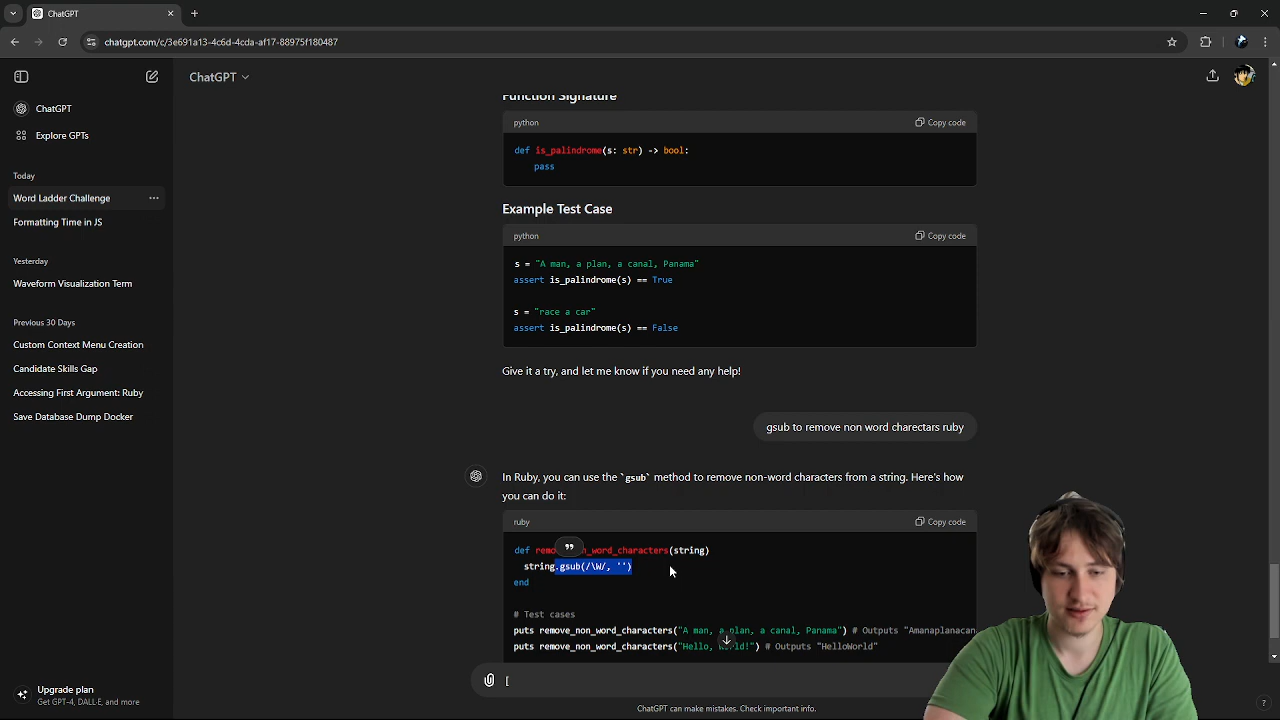 ChatGPT
chatgpt.com/c/3e691a13-4c6d-4cda-af17-88975f180487
ChatGPT
ChatGPT
Explore GPTs
Today
Word Ladder Challenge
Formatting Time in JS
Yesterday
Waveform Visualization Term
Previous 30 Days
Custom Context Menu Creation
Candidate Skills Gap
Accessing First Argument: Ruby
Save Database Dump Docker
Upgrade plan
Get GPT-4, DALL·E, and more
Function Signature
python
Copy code
def is_palindrome(s: str) -> bool:
pass
Example Test Case
python
Copy code
s = "A man, a plan, a canal, Panama"
assert is_palindrome(s) == True
s = "race a car"
assert is_palindrome(s) == False
Give it a try, and let me know if you need any help!
gsub to remove non word charectars ruby
In Ruby, you can use the `gsub` method to remove non-word characters from a string. Here's how
you can do it:
ruby
Copy code
def (string)
string.gsub(/\W/, '')
end
# Test cases
puts remove_non_word_characters("A man, a plan, a canal, Panama") # Outputs "Amanaplanacan
puts remove_non_word_characters("Hello, World!") # Outputs "HelloWorld"
[
ChatGPT can make mistakes. Check important info.
?